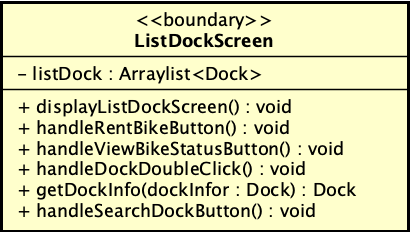 <<boundary>>
ListDockScreen
- listDock : Arraylist<Dock>
+ displayListDockScreen() : void
+ handleRentBikeButton() : void
+ handleViewBikeStatusButton() : void
+ handleDockDoubleClick() : void
+ getDockInfo(dockInfor : Dock) : Dock
+ handleSearchDockButton() : void